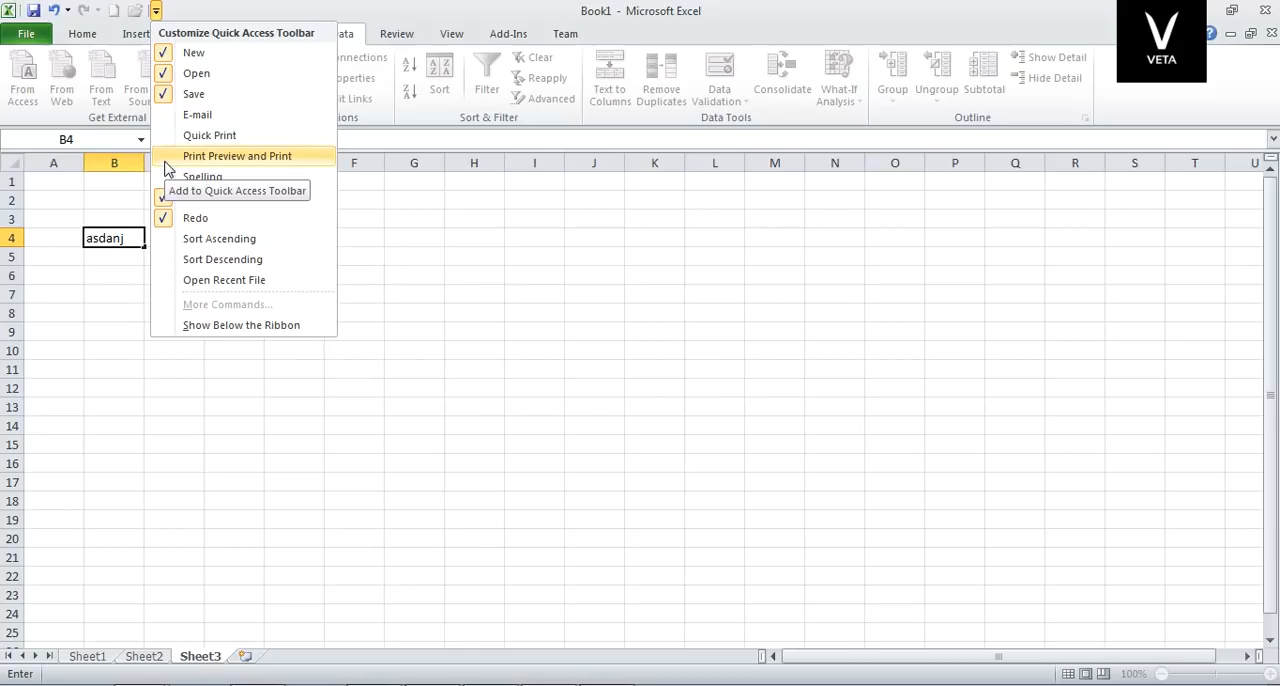 Book1 - Microsoft Excel
V
VETA
File Home Insert ata Review View Add-Ins Team
Customize Quick Access Toolbar
New
Open
Save
E-mail
Quick Print
Print Preview and Print
Spelling
Add to Quick Access Toolbar
Redo
Sort Ascending
Sort Descending
Open Recent File
More Commands...
Show Below the Ribbon
From Access
From Web
From Text
From Sour
Get External
onnections
operties
it Links
ions
Sort
Filter
Clear
Reapply
Advanced
Sort & Filter
Text to Columns
Remove Duplicates
Data Validation
Consolidate
What-If Analysis
Data Tools
Group
Ungroup
Subtotal
Show Detail
Hide Detail
Outline
B4
A B F G H I J K L M N O P Q R S T U
1
2
3
4 asdanj
5
6
7
8
9
10
11
12
13
14
15
16
17
18
19
20
21
22
23
24
25
Sheet1 Sheet2 Sheet3
Enter 100%